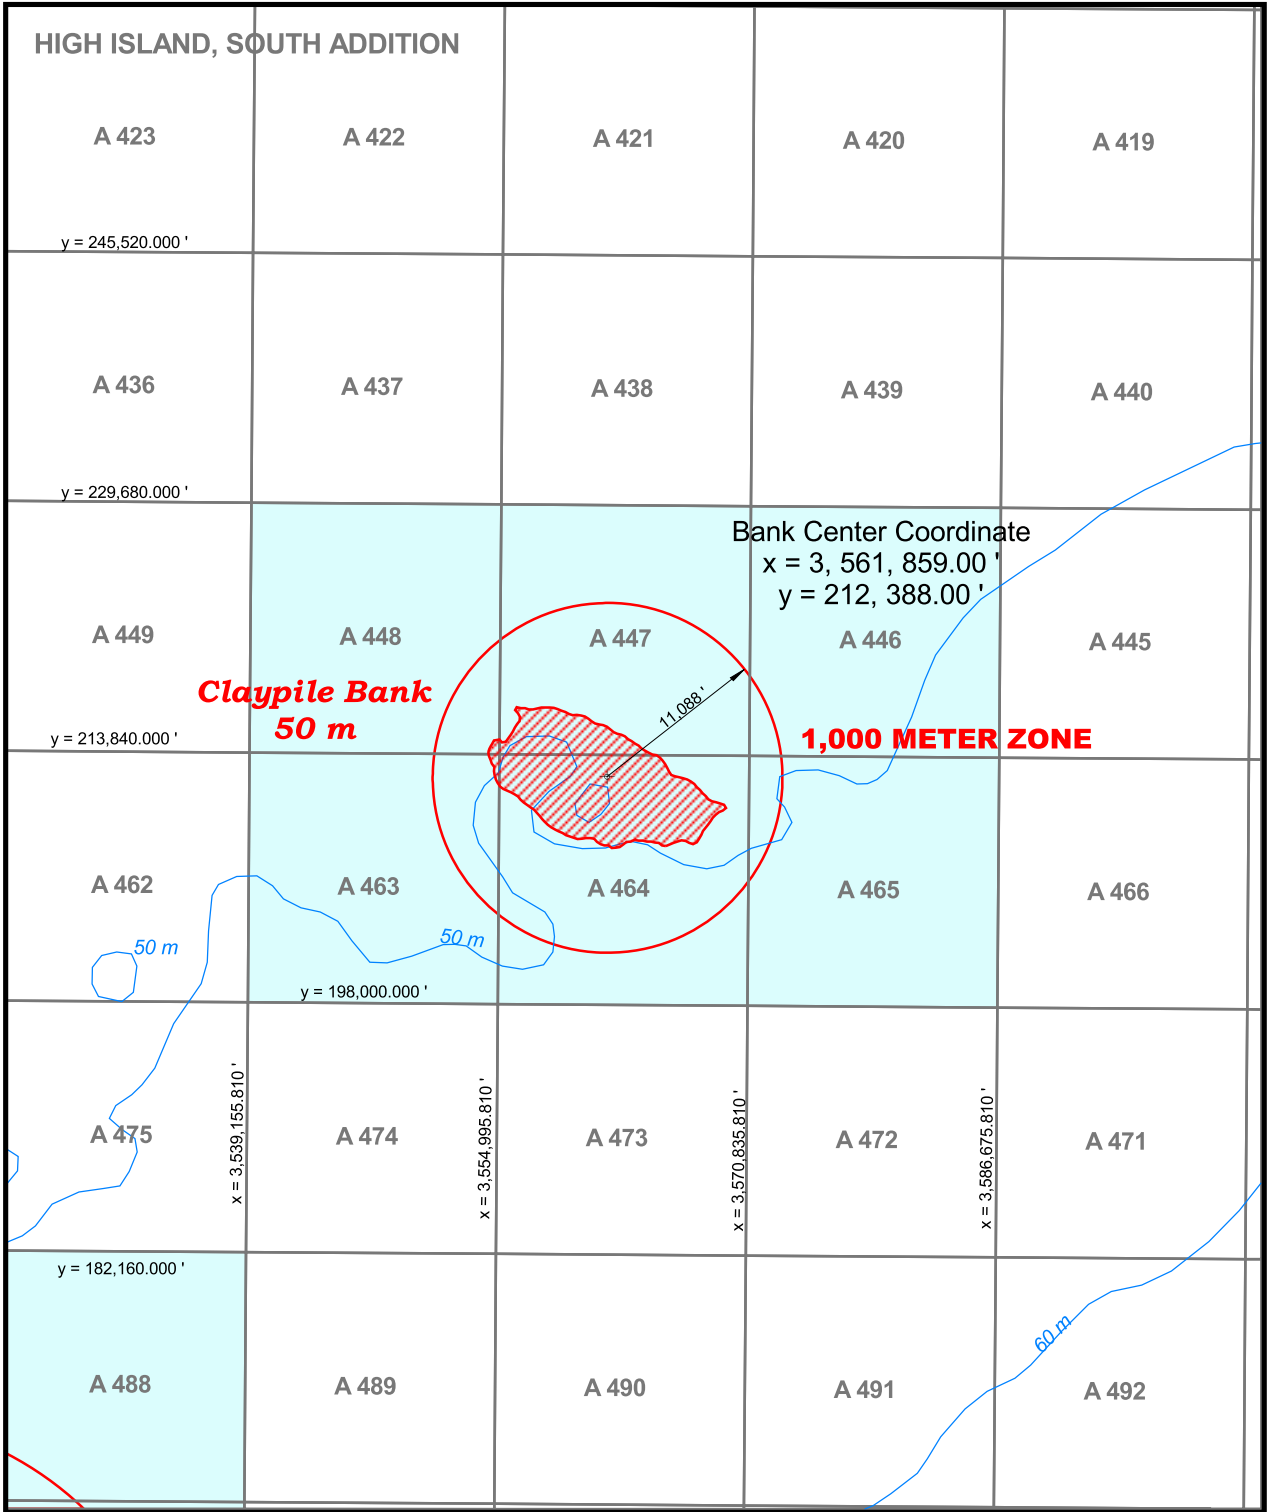 HIGH ISLAND, SOUTH ADDITION
A 423
A 422
A 421
A 420
A 419
y = 245,520.000 '
A 436
A 437
A 438
A 439
A 440
y = 229,680.000 '
Bank Center Coordinate
x = 3, 561, 859.00 '
y = 212, 388.00 '
A 449
A 448
A 447
A 446
A 445
Claypile Bank
50 m
11,088 '
y = 213,840.000 '
1,000 METER ZONE
A 462
A 463
A 464
A 465
A 466
50 m
50 m
y = 198,000.000 '
x = 3,539,155.810 '
x = 3,554,995.810 '
x = 3,570,835.810 '
x = 3,586,675.810 '
A 475
A 474
A 473
A 472
A 471
y = 182,160.000 '
60 m
A 488
A 489
A 490
A 491
A 492